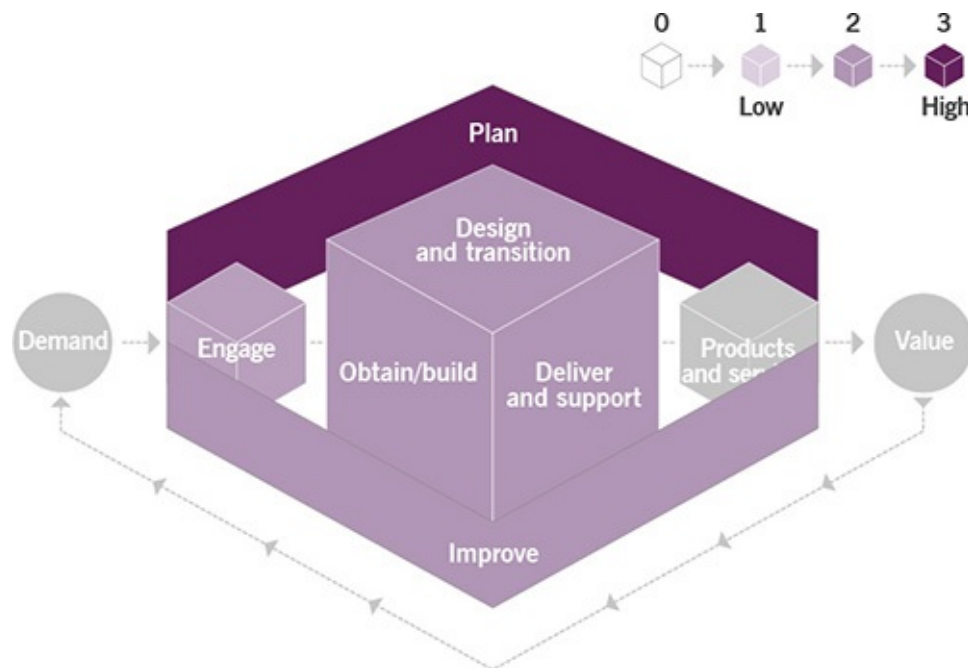 0 1 2 3
Low High
Plan
Design
and transition
Demand
Engage
Obtain/build
Deliver
and support
Products
and
Value
Improve